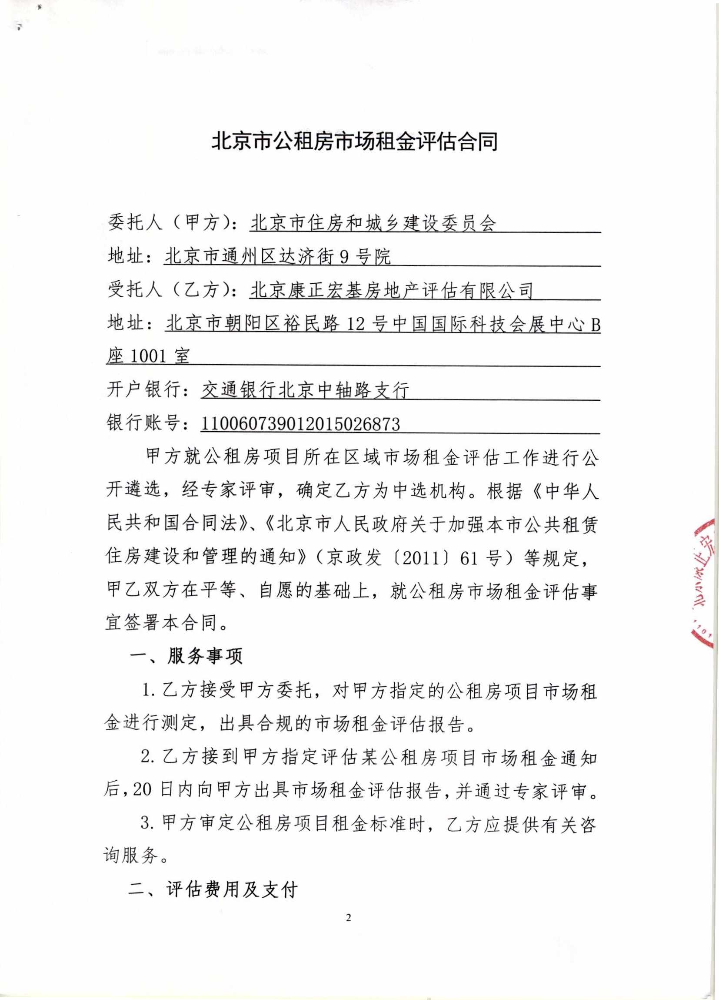 北京市公租房市场租金评估合同
委托人（甲方）：北京市住房和城乡建设委员会
地址：北京市通州区达济街9号院
受托人（乙方）：北京康正宏基房地产评估有限公司
地址：北京市朝阳区裕民路12号中国国际科技会展中心B
座1001室
开户银行：交通银行北京中轴路支行
银行账号：110060739012015026873
甲方就公租房项目所在区域市场租金评估工作进行公
开遴选，经专家评审，确定乙方为中选机构。根据《中华人
民共和国合同法》、《北京市人民政府关于加强本市公共租赁
住房建设和管理的通知》（京政发〔2011〕61号）等规定，
甲乙双方在平等、自愿的基础上，就公租房市场租金评估事
宜签署本合同。
一、服务事项
1.乙方接受甲方委托，对甲方指定的公租房项目市场租
金进行测定，出具合规的市场租金评估报告。
2.乙方接到甲方指定评估某公租房项目市场租金通知
后，20日内向甲方出具市场租金评估报告，并通过专家评审。
3.甲方审定公租房项目租金标准时，乙方应提供有关咨
询服务。
二、评估费用及支付
2
1101